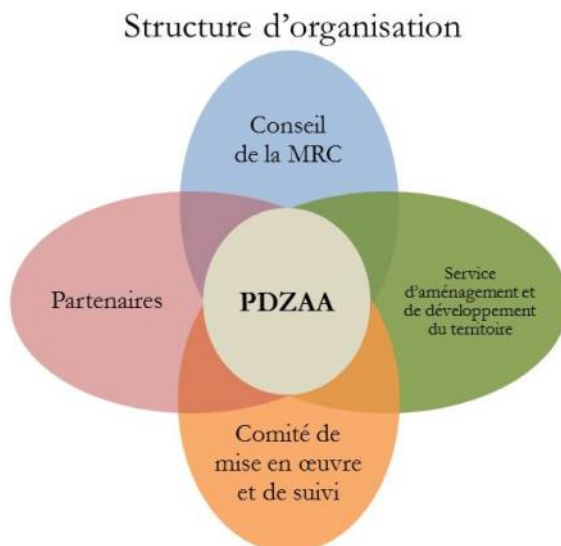 Structure d’organisation
Conseil
de la MRC
Partenaires
PDZAA
Service
d’aménagement et
de développement
du territoire
Comité de
mise en œuvre
et de suivi